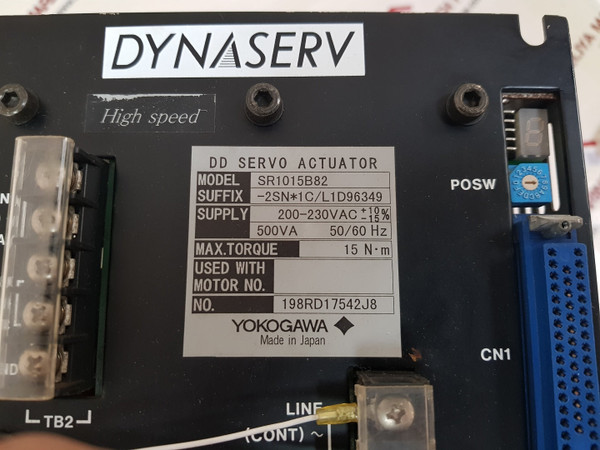 DYNASERV
High speed
DD SERVO ACTUATOR
MODEL SR1015B82
SUFFIX -2SN*1C/L1D96349
SUPPLY 200-230VAC +10 -15 %
500VA 50/60 Hz
MAX.TORQUE 15 N·m
USED WITH
MOTOR NO.
NO. 198RD17542J8
YOKOGAWA
Made in Japan
POSW
CN1
TB2
LINE
(CONT) ~